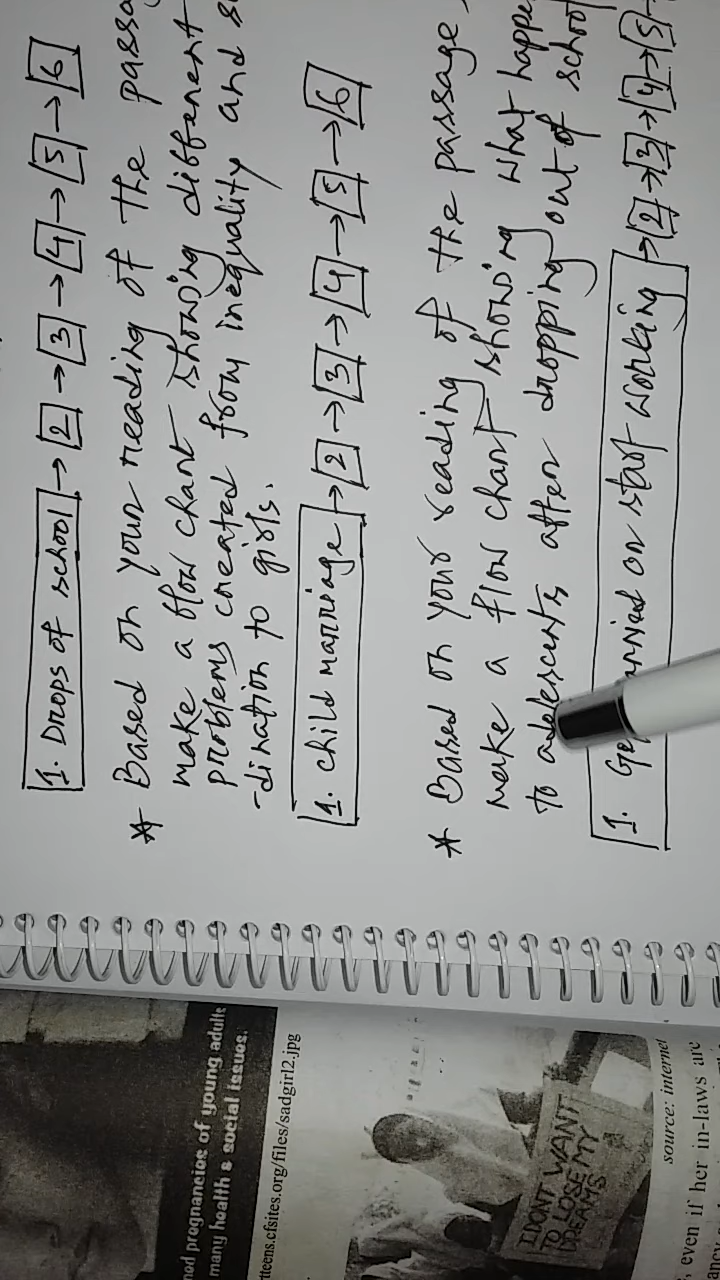 1. Drops of school → 2 → 3 → 4 → 5 → 6
* Based on your reading of the passa
make a flow chart showing different
problems created from inequality and s
-dination to girls.
1. child marriage → 2 → 3 → 4 → 5 → 6
* Based on your reading of the passage,
make a flow chart showing what happe
to adolescents after dropping out of school
1. Ge married or start working → 2 → 3 → 4 → 5 →
ned pregnancies of young adults
many health & social issues.
tteens.cfsites.org/files/sadgirl2.jpg
I DONT WANT
TO LOSE MY
DREAMS
source: internet
, even if her in-laws are